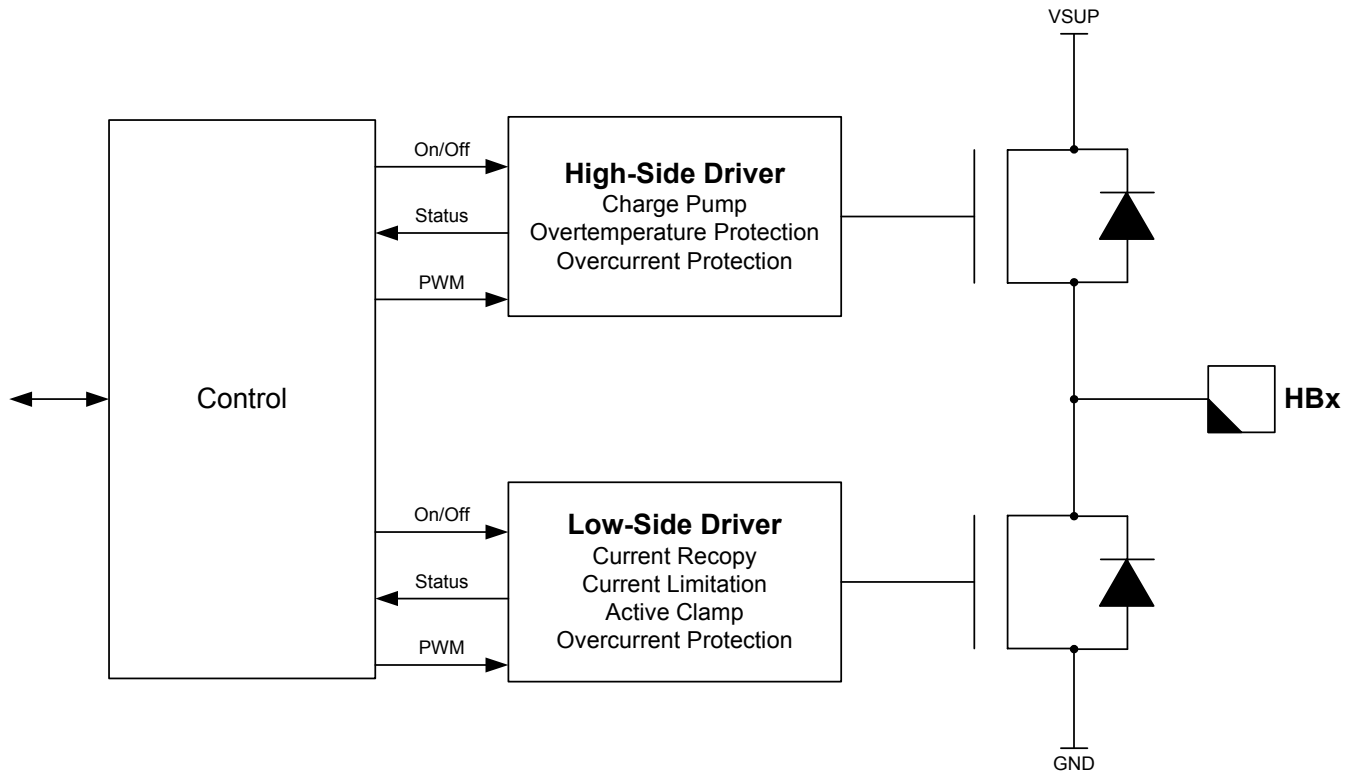 VSUP
On/Off
High-Side Driver
Charge Pump
Status
Overtemperature Protection
Overcurrent Protection
PWM
Control
HBx
On/Off
Low-Side Driver
Current Recopy
Status
Current Limitation
Active Clamp
Overcurrent Protection
PWM
GND